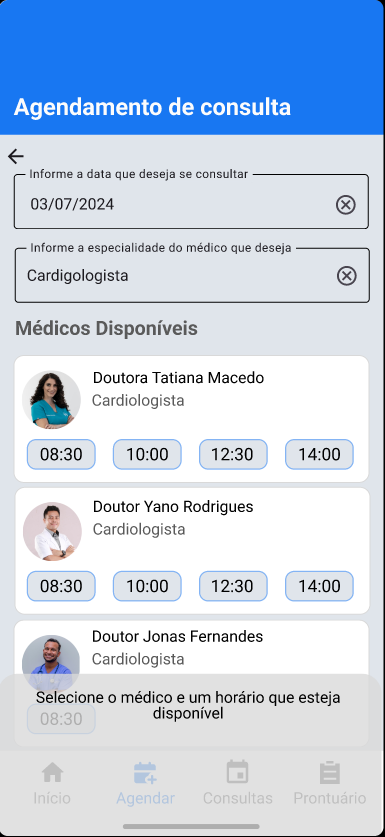 Agendamento de consulta
Informe a data que deseja se consultar
03/07/2024
Informe a especialidade do médico que deseja
Cardigologista
Médicos Disponíveis
Doutora Tatiana Macedo
Cardiologista
08:30 10:00 12:30 14:00
Doutor Yano Rodrigues
Cardiologista
08:30 10:00 12:30 14:00
Doutor Jonas Fernandes
Cardiologista
Selecione o médico e um horário que esteja
disponível
08:30
Início Agendar Consultas Prontuário